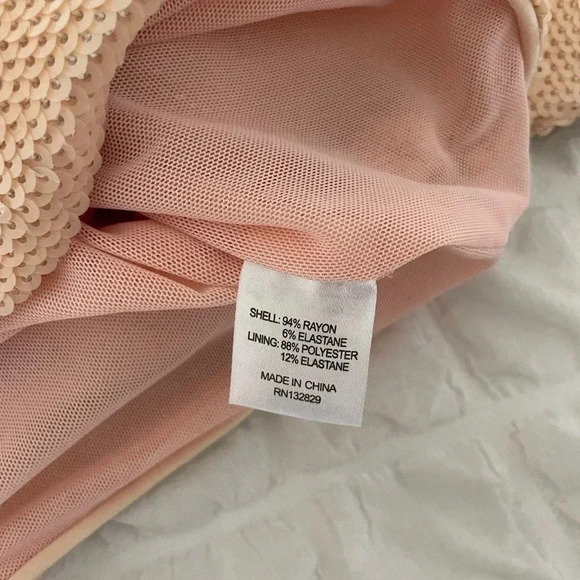 SHELL: 94% RAYON
6% ELASTANE
LINING: 88% POLYESTER
12% ELASTANE
MADE IN CHINA
RN132829